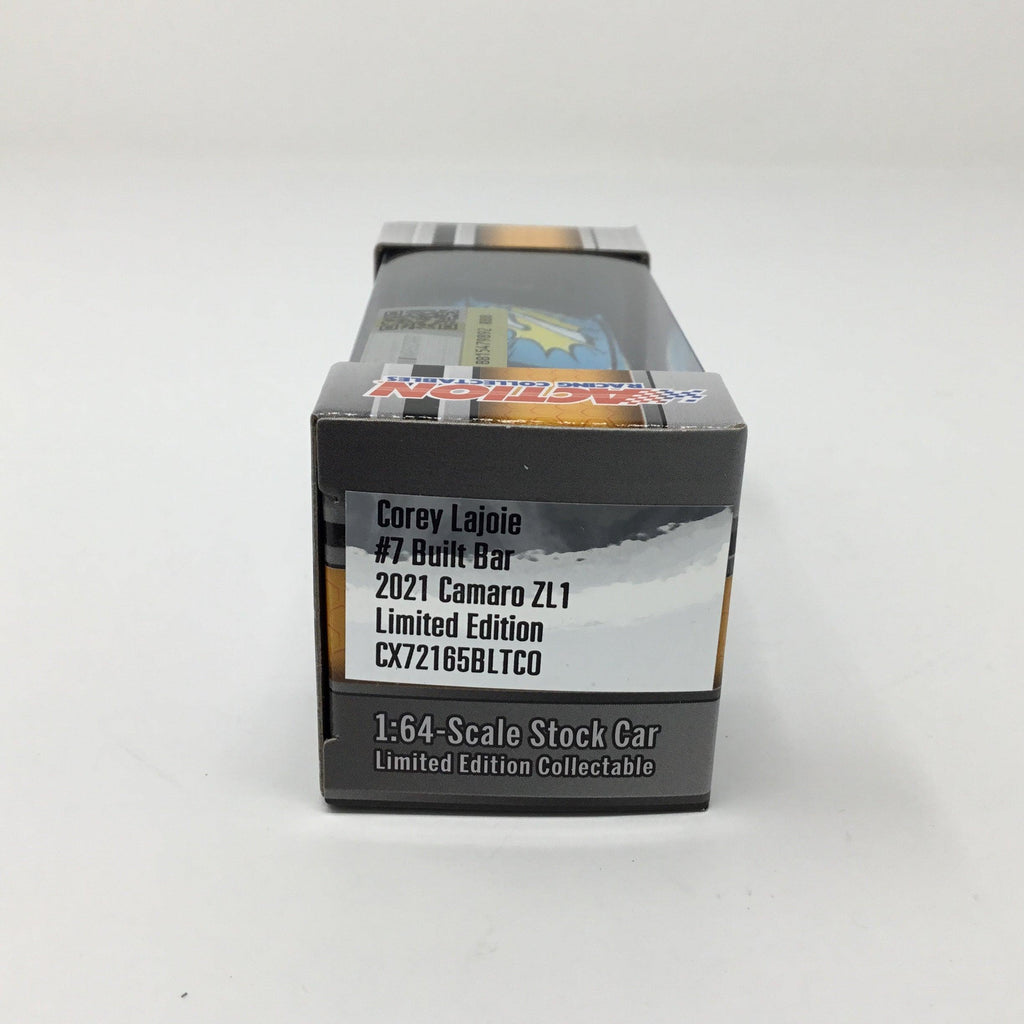 ACTION
RACING COLLECTABLES
Corey Lajoie
#7 Built Bar
2021 Camaro ZL1
Limited Edition
CX72165BLTCO
1:64-Scale Stock Car
Limited Edition Collectable